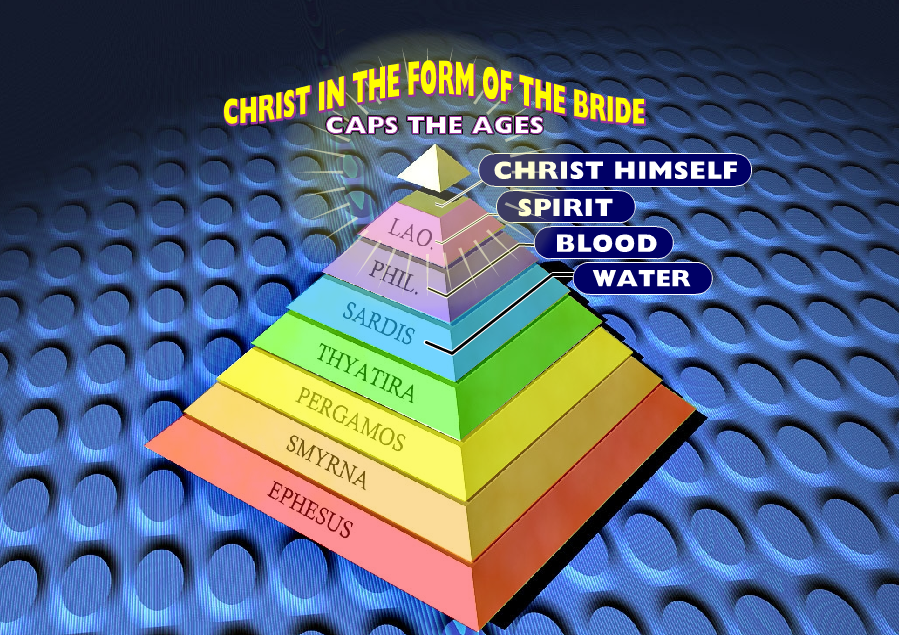 CHRIST IN THE FORM OF THE BRIDE
CAPS THE AGES
CHRIST HIMSELF
SPIRIT
BLOOD
WATER
LAO.
PHIL.
SARDIS
THYATIRA
PERGAMOS
SMYRNA
EPHESUS